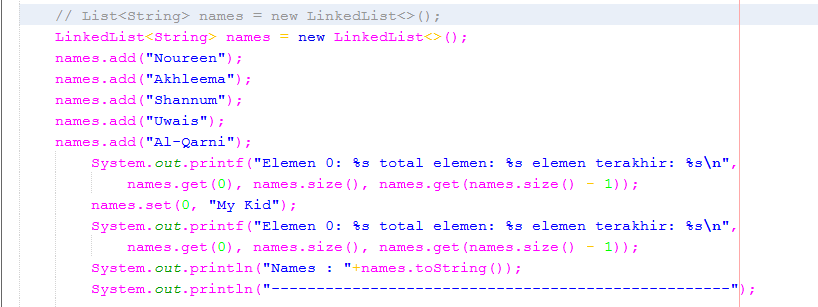 // List<String> names = new LinkedList<>();
LinkedList<String> names = new LinkedList<>();
names.add("Noureen");
names.add("Akhleema");
names.add("Shannum");
names.add("Uwais");
names.add("Al-Qarni");
System.out.printf("Elemen 0: %s total elemen: %s elemen terakhir: %s\n",
names.get(0), names.size(), names.get(names.size() - 1));
names.set(0, "My Kid");
System.out.printf("Elemen 0: %s total elemen: %s elemen terakhir: %s\n",
names.get(0), names.size(), names.get(names.size() - 1));
System.out.println("Names : "+names.toString());
System.out.println("---------------------------------------------------");